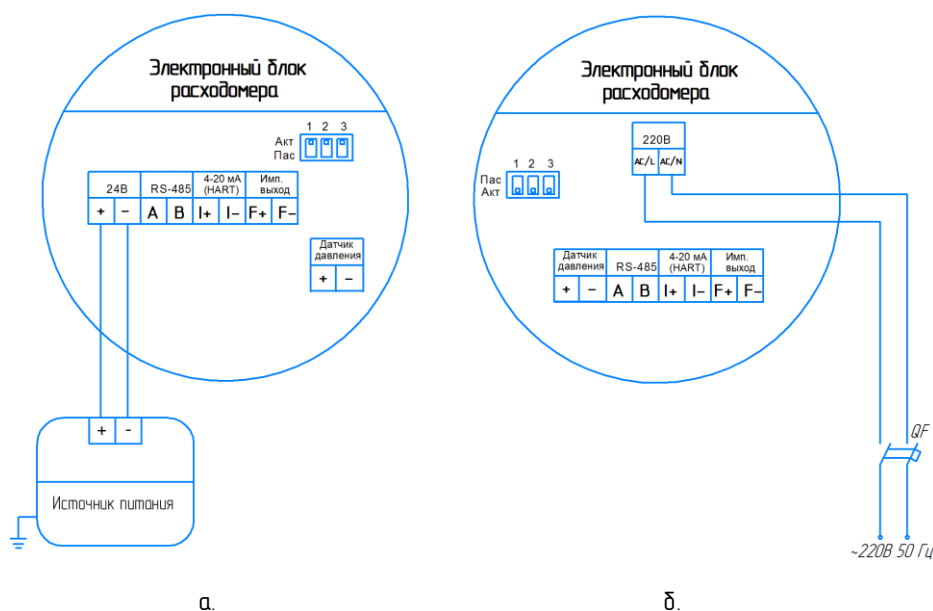 Электронный блок
расходомера
1 2 3
Акт
Пас
24В RS-485 4-20 мА (HART) Имп. выход
+ − A B I+ I− F+ F−
Датчик
давления
+ −
+ -
Источник питания
а.
Электронный блок
расходомера
220В
AC/L AC/N
1 2 3
Пас
Акт
Датчик давления RS-485 4-20 мА (HART) Имп. выход
+ − A B I+ I− F+ F−
QF
~220В 50 Гц
б.